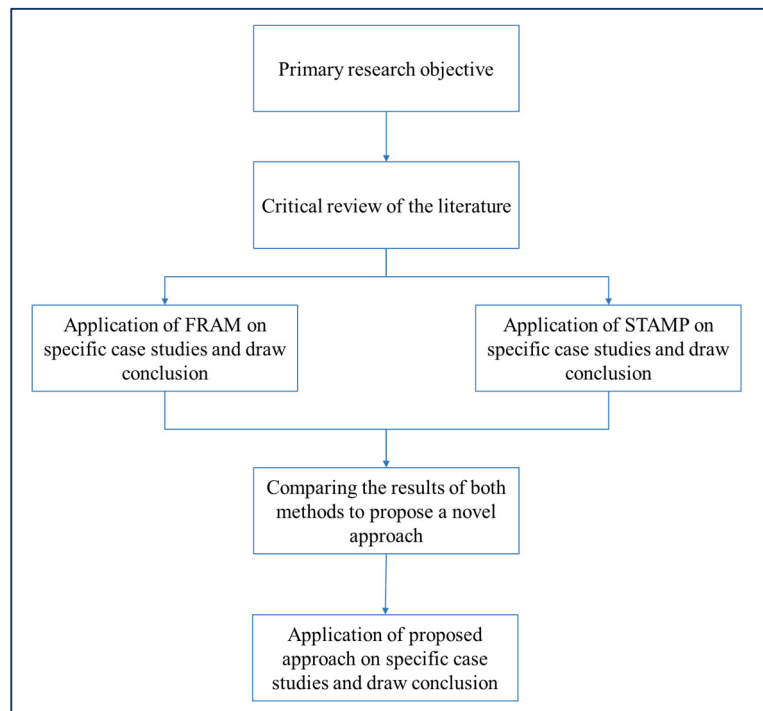 Primary research objective
Critical review of the literature
Application of FRAM on
specific case studies and draw
conclusion
Application of STAMP on
specific case studies and draw
conclusion
Comparing the results of both
methods to propose a novel
approach
Application of proposed
approach on specific case
studies and draw conclusion